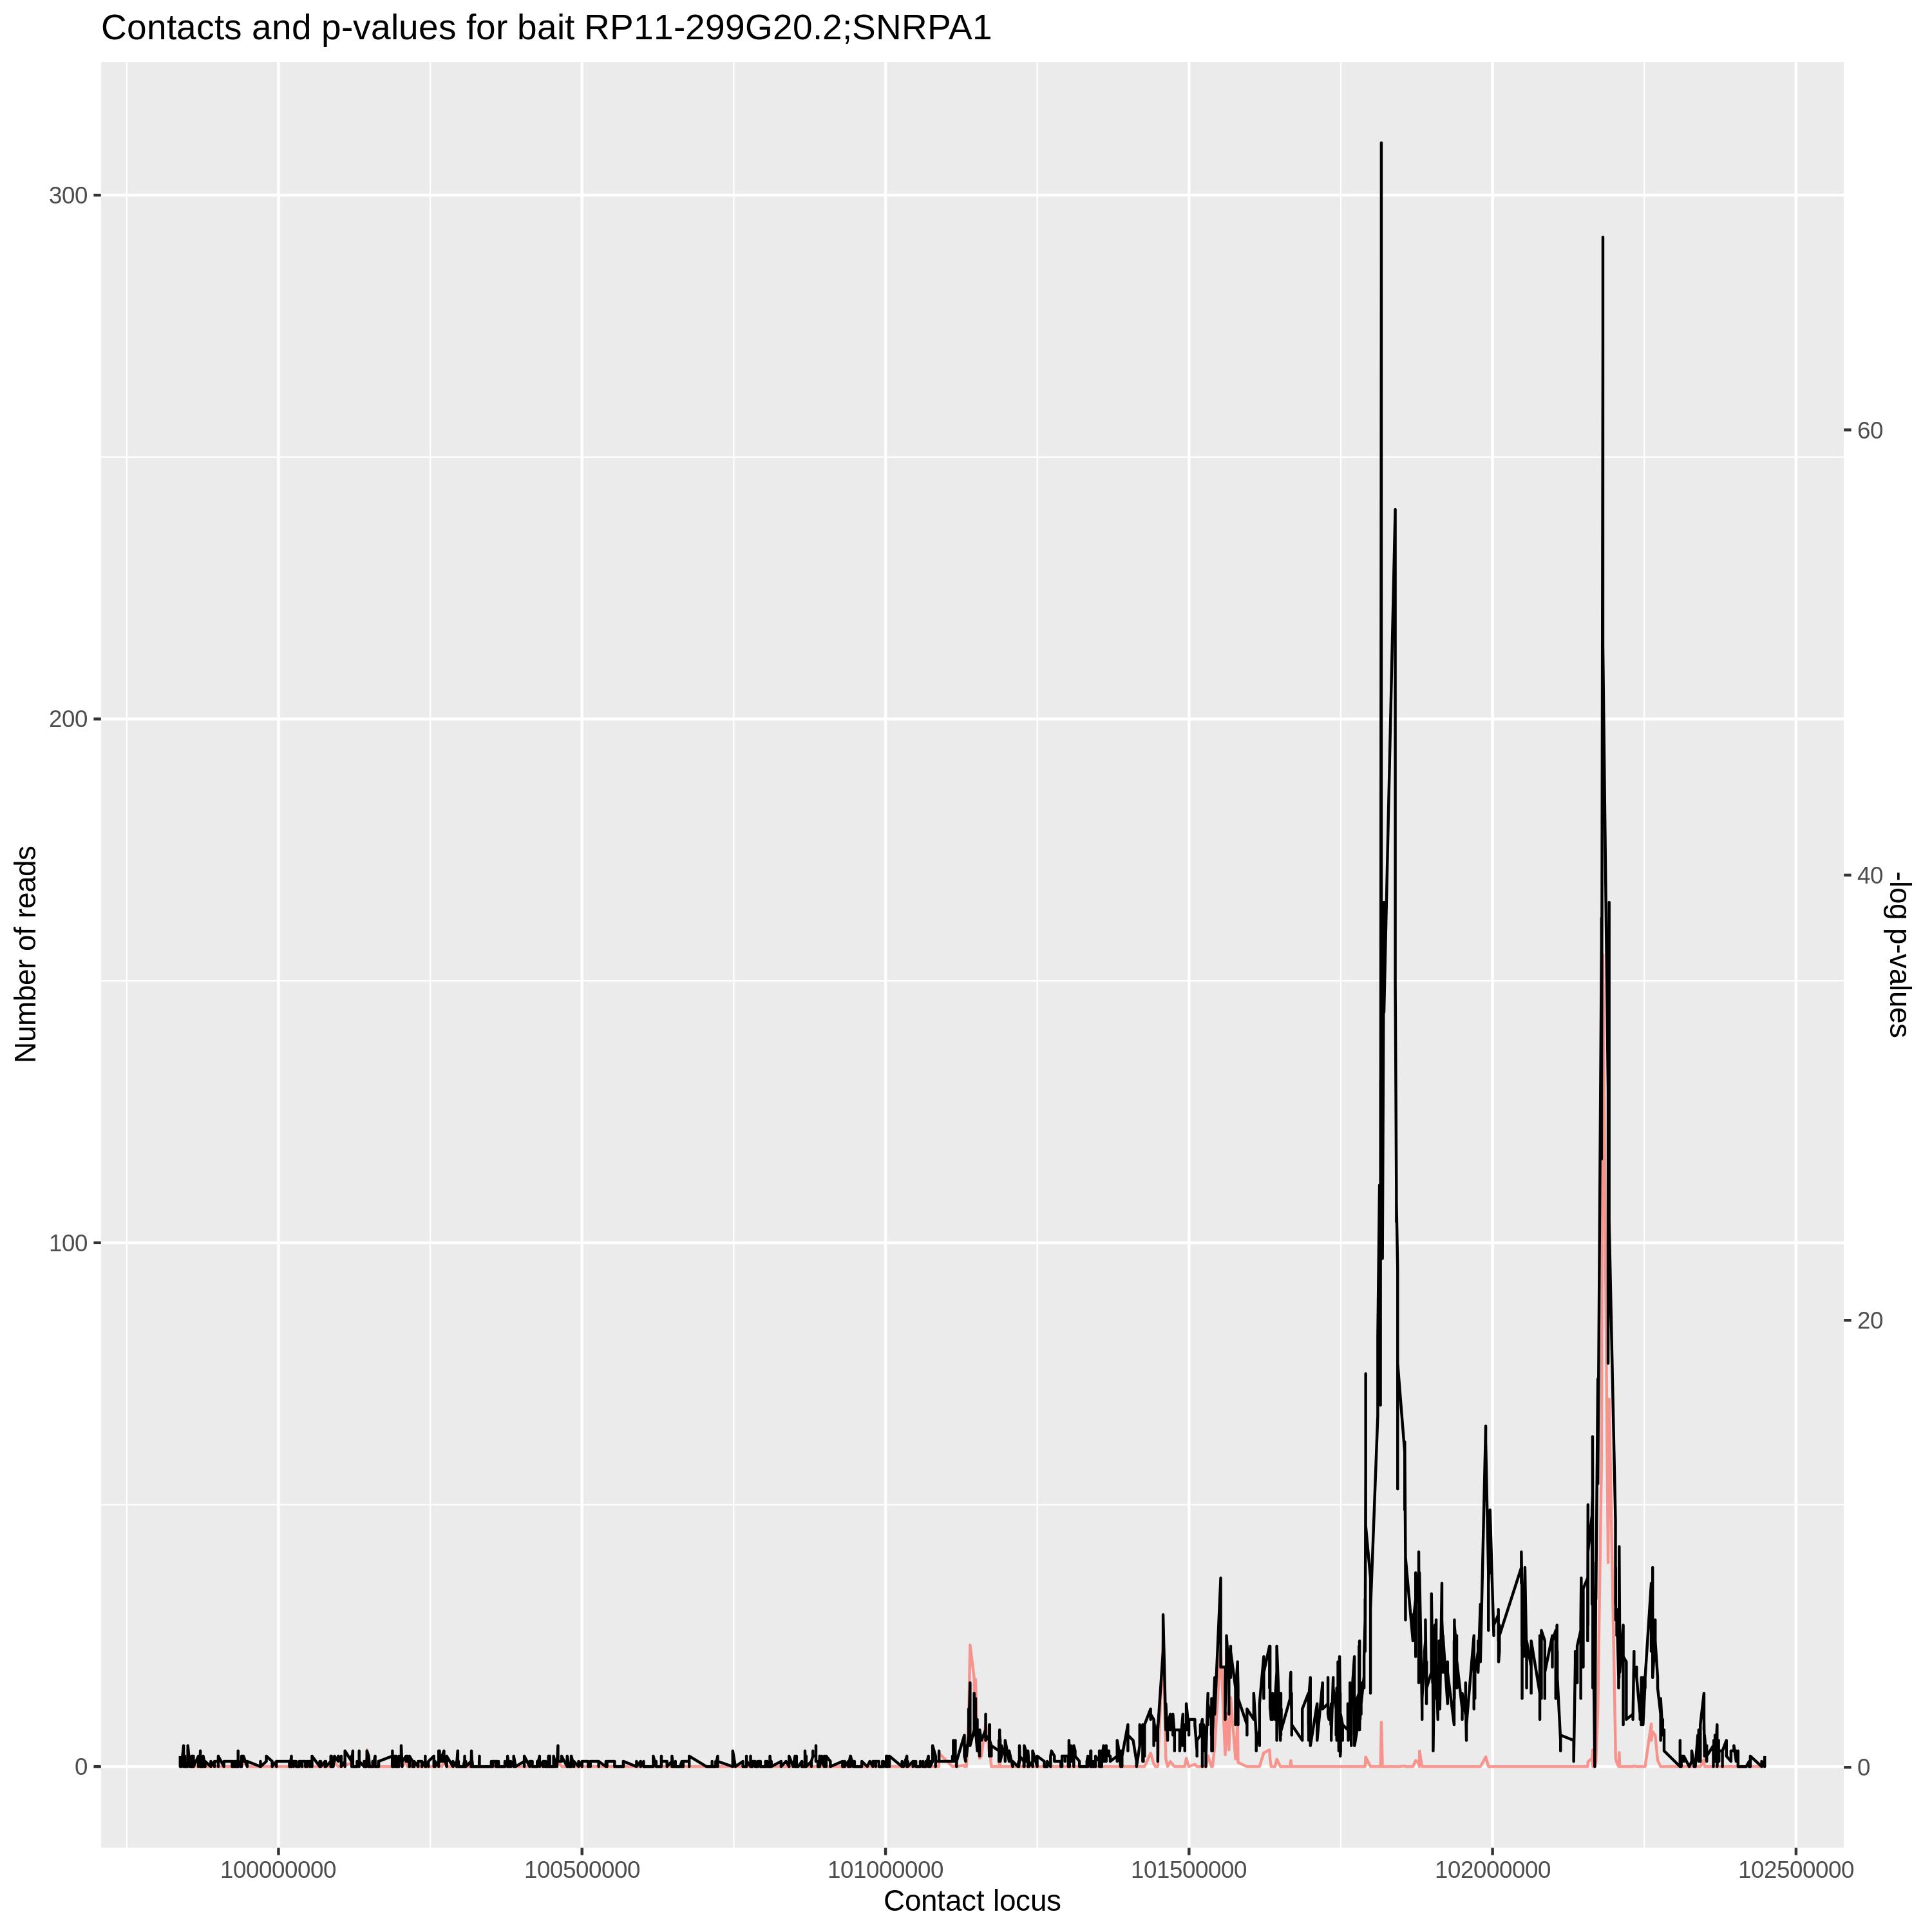 Contacts and p-values for bait RP11-299G20.2;SNRPA1
300
200
100
0
Number of reads
60
40
20
0
-log p-values
100000000 100500000 101000000 101500000 102000000 102500000
Contact locus